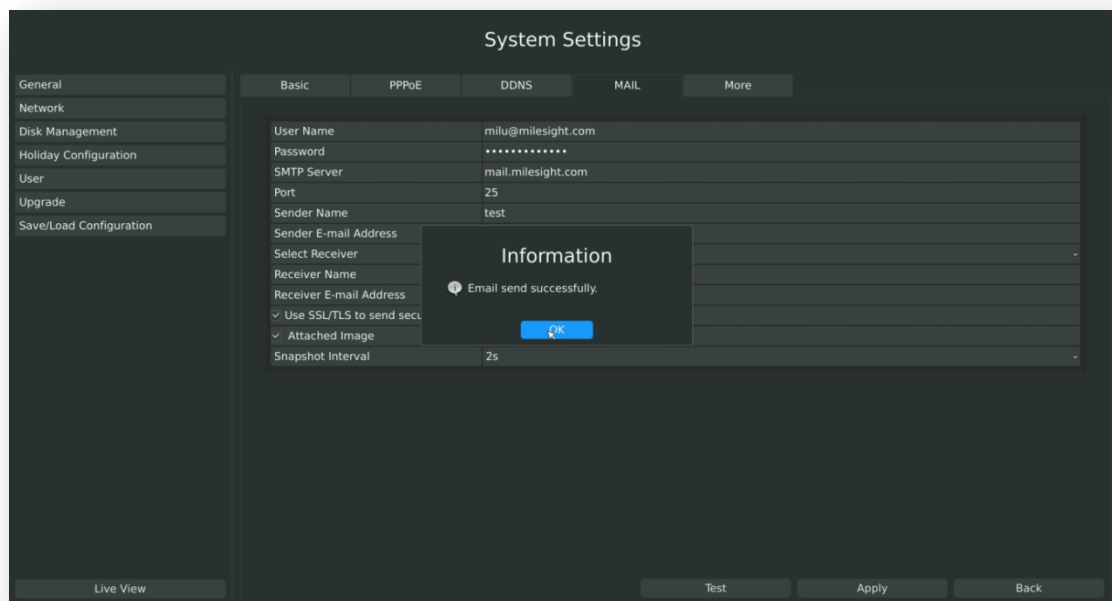 System Settings
General
Network
Disk Management
Holiday Configuration
User
Upgrade
Save/Load Configuration
Live View
Basic PPPoE DDNS MAIL More
User Name milu@milesight.com
Password •••••••••••••
SMTP Server mail.milesight.com
Port 25
Sender Name test
Sender E-mail Address
Select Receiver
Receiver Name
Receiver E-mail Address
Use SSL/TLS to send secu
Attached Image
Snapshot Interval 2s
Information
Email send successfully.
OK
Test Apply Back